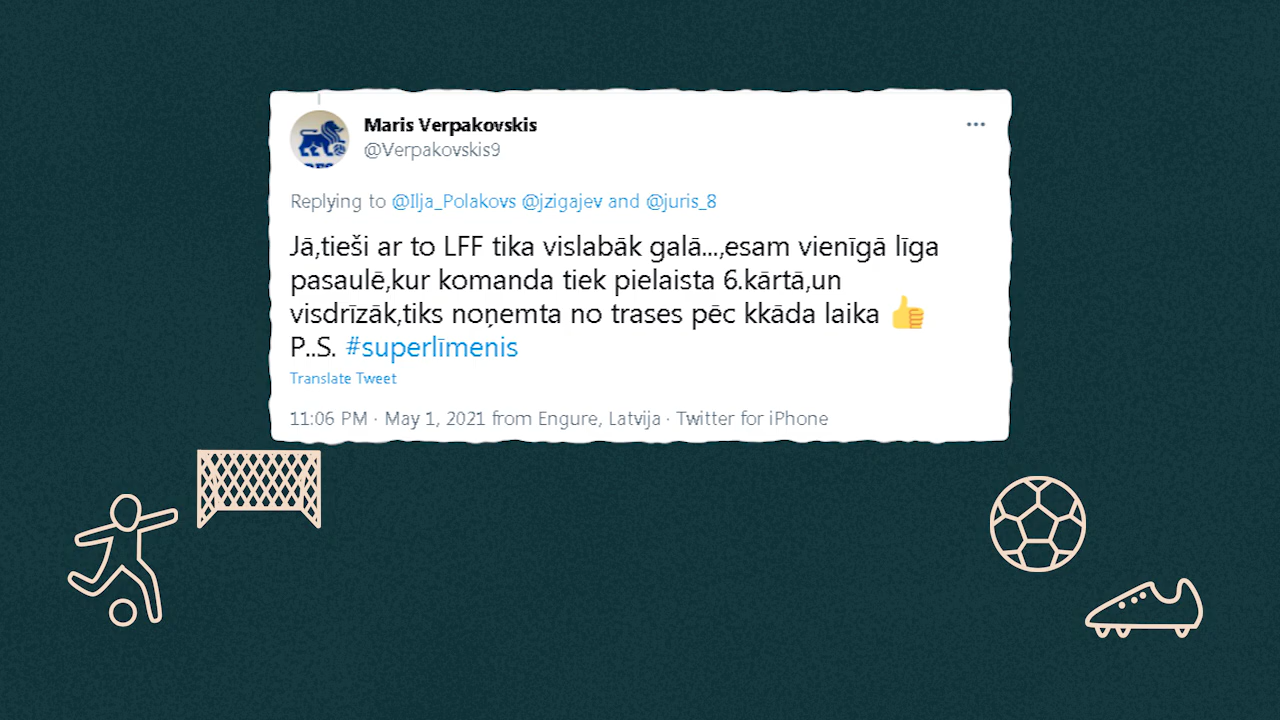 Maris Verpakovskis
@Verpakovskis9
Replying to @Ilja_Polakovs @jzigajev and @juris_8
Jā,tieši ar to LFF tika vislabāk galā...,esam vienīgā līga
pasaulē,kur komanda tiek pielaista 6.kārtā,un
visdrīzāk,tiks noņemta no trases pēc kkāda laika 👍
P..S. #superlīmenis
Translate Tweet
11:06 PM · May 1, 2021 from Engure, Latvija · Twitter for iPhone